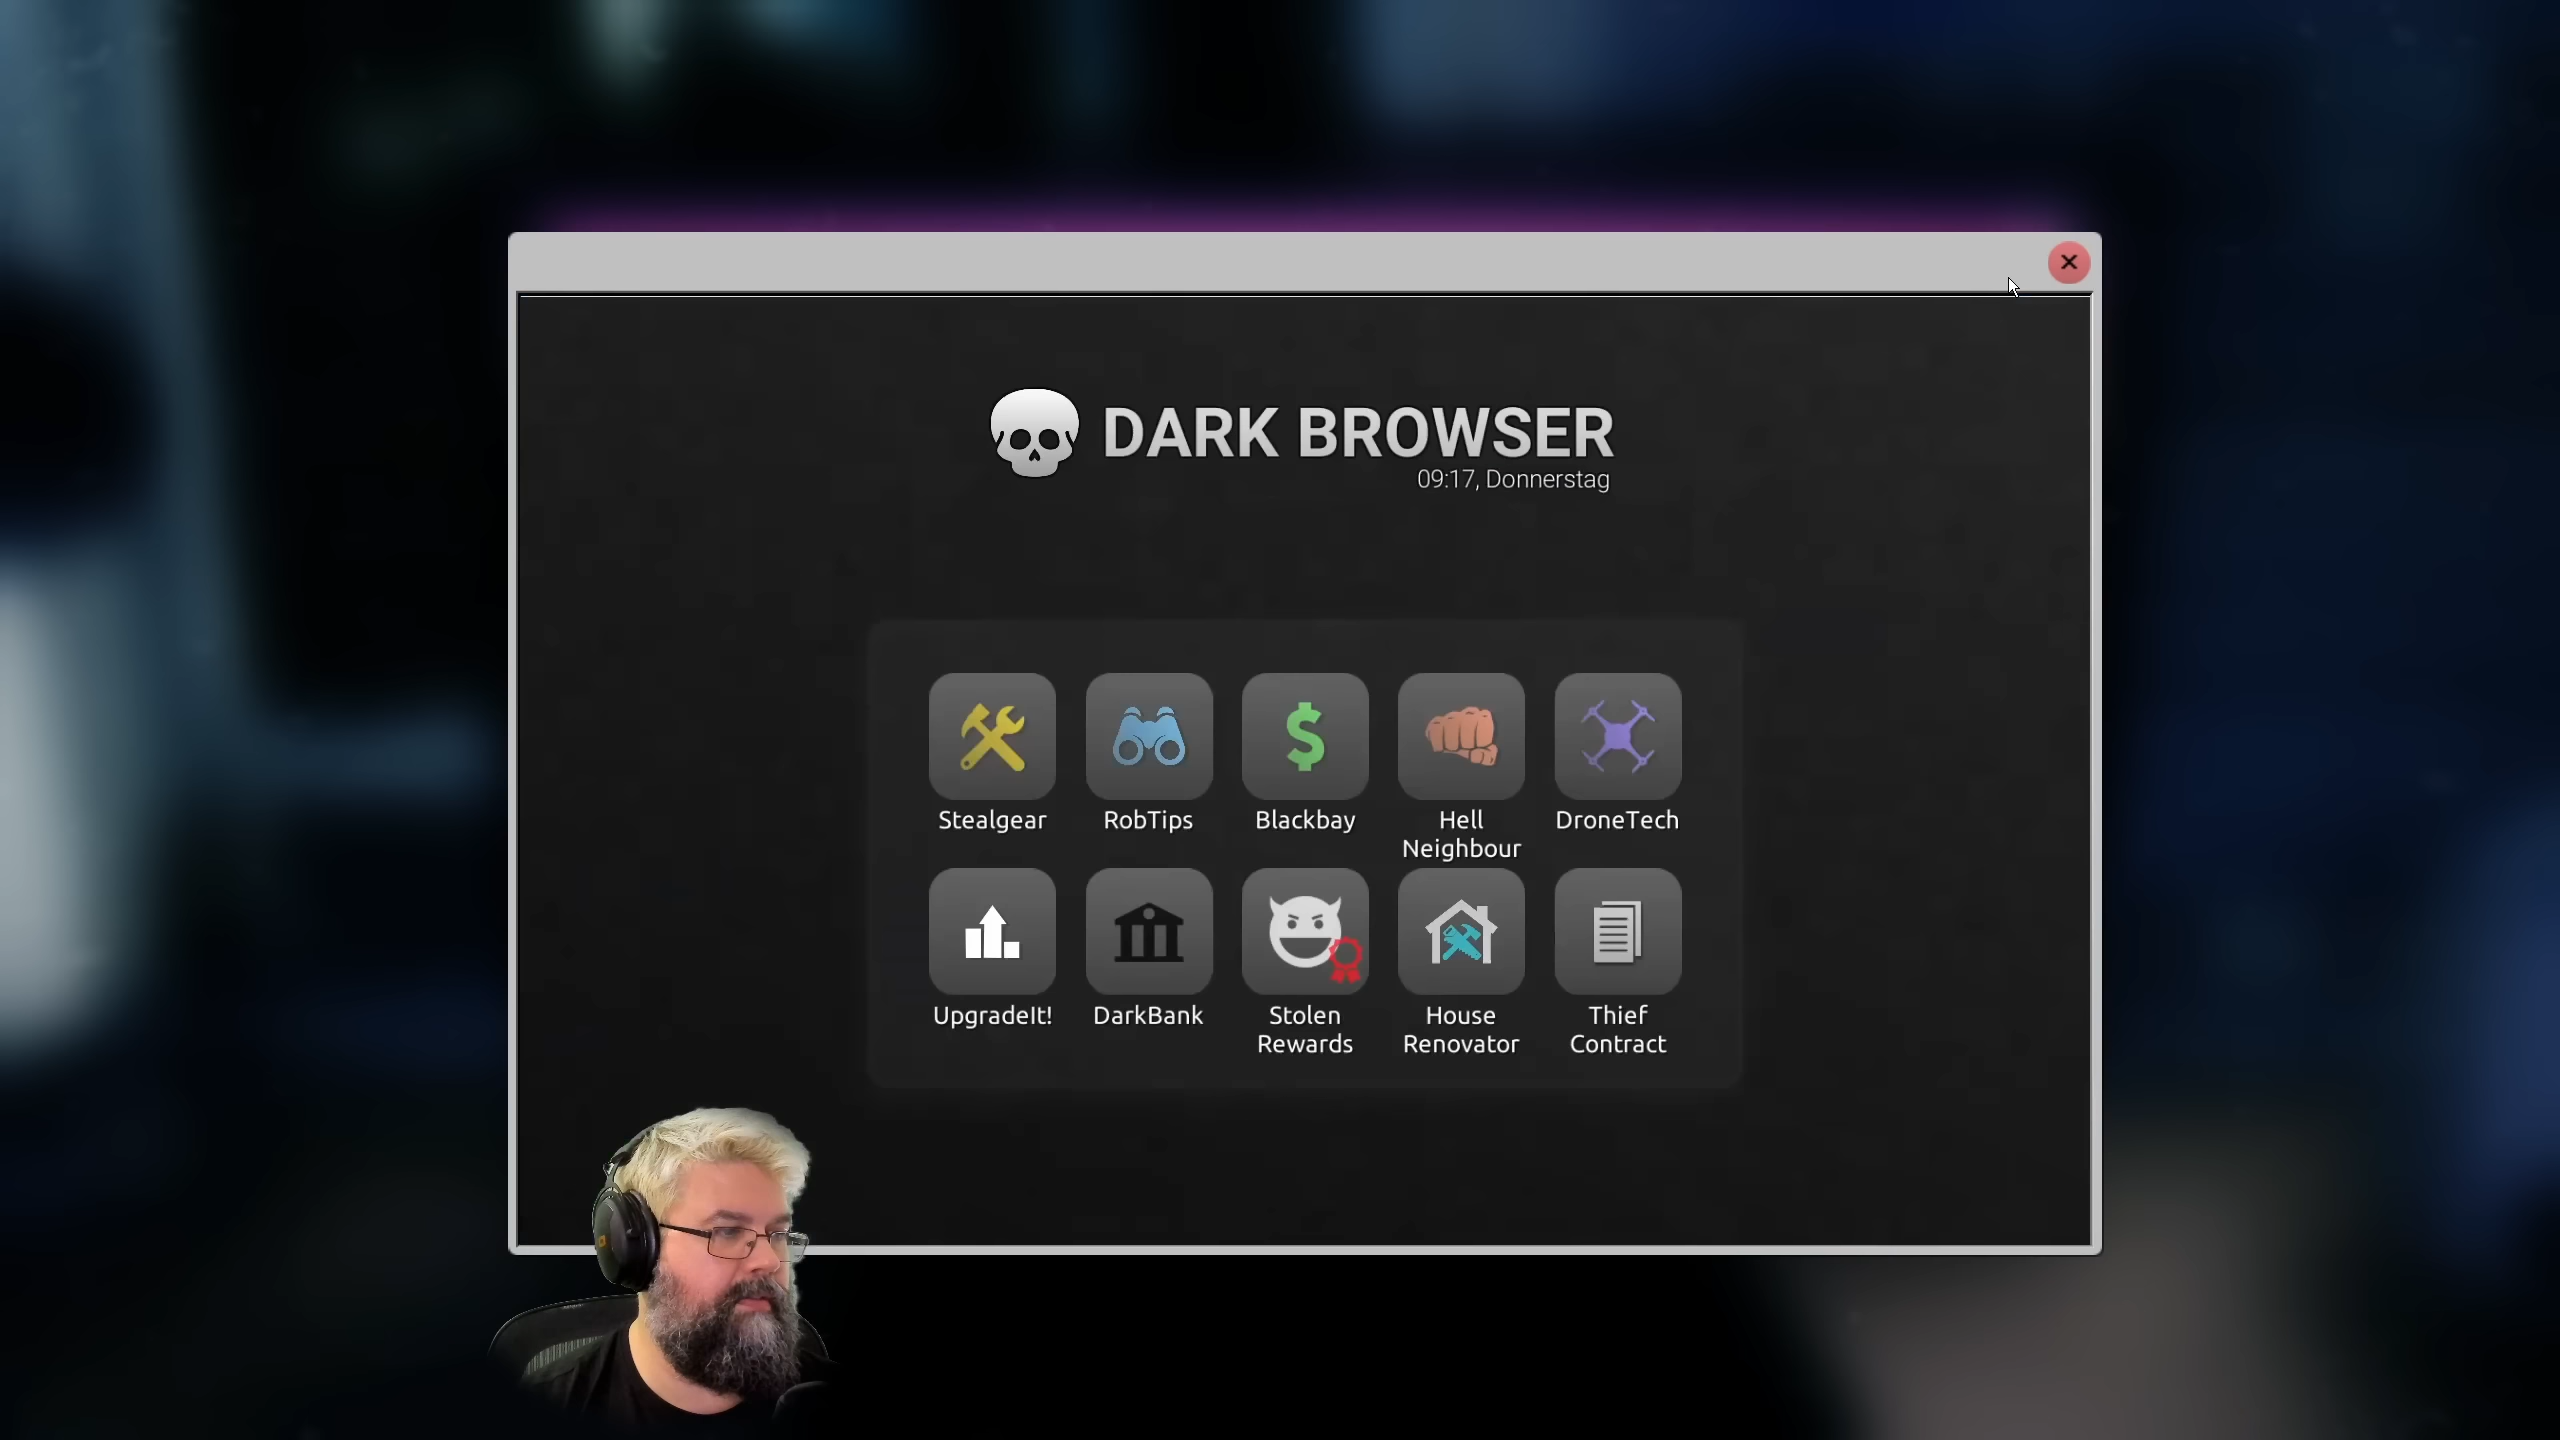 DARK BROWSER
09:17, Donnerstag
Stealgear
RobTips
Blackbay
Hell
Neighbour
DroneTech
UpgradeIt!
DarkBank
Stolen
Rewards
House
Renovator
Thief
Contract